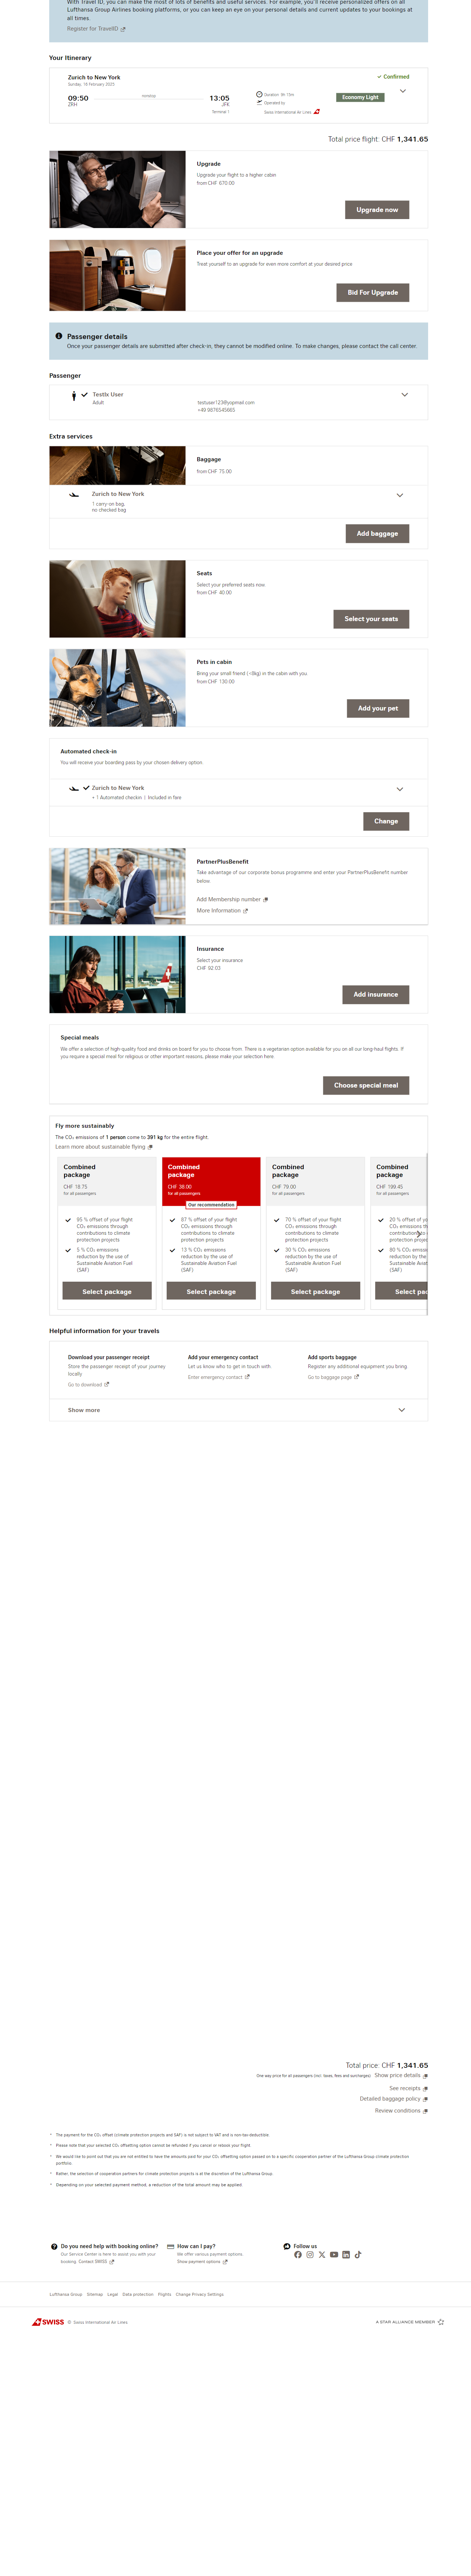 With Travel ID, you can make the most of lots of benefits and useful services. For example, you'll receive personalized offers on all
Lufthansa Group Airlines booking platforms, or you can keep an eye on your personal details and current updates to your bookings at
all times.
Register for TravelID
Your Itinerary
Zurich to New York
Confirmed
Sunday, 16 February 2025
09:50
nonstop
13:05
ZRH
JFK
Terminal 1
Duration: 9h 15m
Operated by
Swiss International Air Lines
Economy Light
Total price flight: CHF 1,341.65
Upgrade
Upgrade your flight to a higher cabin
from CHF 670.00
Upgrade now
Place your offer for an upgrade
Treat yourself to an upgrade for even more comfort at your desired price.
Bid For Upgrade
Passenger details
Once your passenger details are submitted after check-in, they cannot be modified online. To make changes, please contact the call center.
Passenger
TestIx User
Adult
testuser123@yopmail.com
+49 9876545665
Extra services
Baggage
from CHF 75.00
Zurich to New York
1 carry-on bag,
no checked bag
Add baggage
Seats
Select your preferred seats now.
from CHF 40.00
Select your seats
Pets in cabin
Bring your small friend (<8kg) in the cabin with you
from CHF 130.00
Add your pet
Automated check-in
You will receive your boarding pass by your chosen delivery option.
Zurich to New York
+ 1 Automated checkin | Included in fare
Change
PartnerPlusBenefit
Take advantage of our corporate bonus programme and enter your PartnerPlusBenefit number
below.
Add Membership number
More Information
Insurance
Select your insurance
CHF 92.03
Add insurance
Special meals
We offer a selection of high-quality food and drinks on board for you to choose from. There is a vegetarian option available for you on all our long-haul flights. If
you require a special meal for religious or other important reasons, please make your selection here.
Choose special meal
Fly more sustainably
The CO₂ emissions of 1 person come to 391 kg for the entire flight.
Learn more about sustainable flying
Combined
package
CHF 18.75
for all passengers
95 % offset of your flight
CO₂ emissions through
contributions to climate
protection projects
5 % CO₂ emissions
reduction by the use of
Sustainable Aviation Fuel
(SAF)
Select package
Combined
package
CHF 38.00
for all passengers
Our recommendation
87 % offset of your flight
CO₂ emissions through
contributions to climate
protection projects
13 % CO₂ emissions
reduction by the use of
Sustainable Aviation Fuel
(SAF)
Select package
Combined
package
CHF 79.00
for all passengers
70 % offset of your flight
CO₂ emissions through
contributions to climate
protection projects
30 % CO₂ emissions
reduction by the use of
Sustainable Aviation Fuel
(SAF)
Select package
Combined
package
CHF 199.45
for all passengers
20 % offset of yo
CO₂ emissions th
contributions to
protection projec
80 % CO₂ emiss
reduction by the
Sustainable Aviat
(SAF)
Select pac
Helpful information for your travels
Download your passenger receipt
Store the passenger receipt of your journey
locally
Go to download
Add your emergency contact
Let us know who to get in touch with.
Enter emergency contact
Add sports baggage
Register any additional equipment you bring
Go to baggage page
Show more
Total price: CHF 1,341.65
One way price for all passengers (incl. taxes, fees and surcharges) Show price details
See receipts
Detailed baggage policy
Review conditions
* The payment for the CO₂ offset (climate protection projects and SAF) is not subject to VAT and is non-tax-deductible.
* Please note that your selected CO₂ offsetting option cannot be refunded if you cancel or rebook your flight.
* We would like to point out that you are not entitled to have the amounts paid for your CO₂ offsetting option passed on to a specific cooperation partner of the Lufthansa Group climate protection
portfolio.
* Rather, the selection of cooperation partners for climate protection projects is at the discretion of the Lufthansa Group.
* Depending on your selected payment method, a reduction of the total amount may be applied
Do you need help with booking online?
Our Service Center is here to assist you with your
booking. Contact SWISS
How can I pay?
We offer various payment options.
Show payment options
Follow us
Lufthansa Group Sitemap Legal Data protection Flights Change Privacy Settings
SWISS © Swiss International Air Lines
A STAR ALLIANCE MEMBER